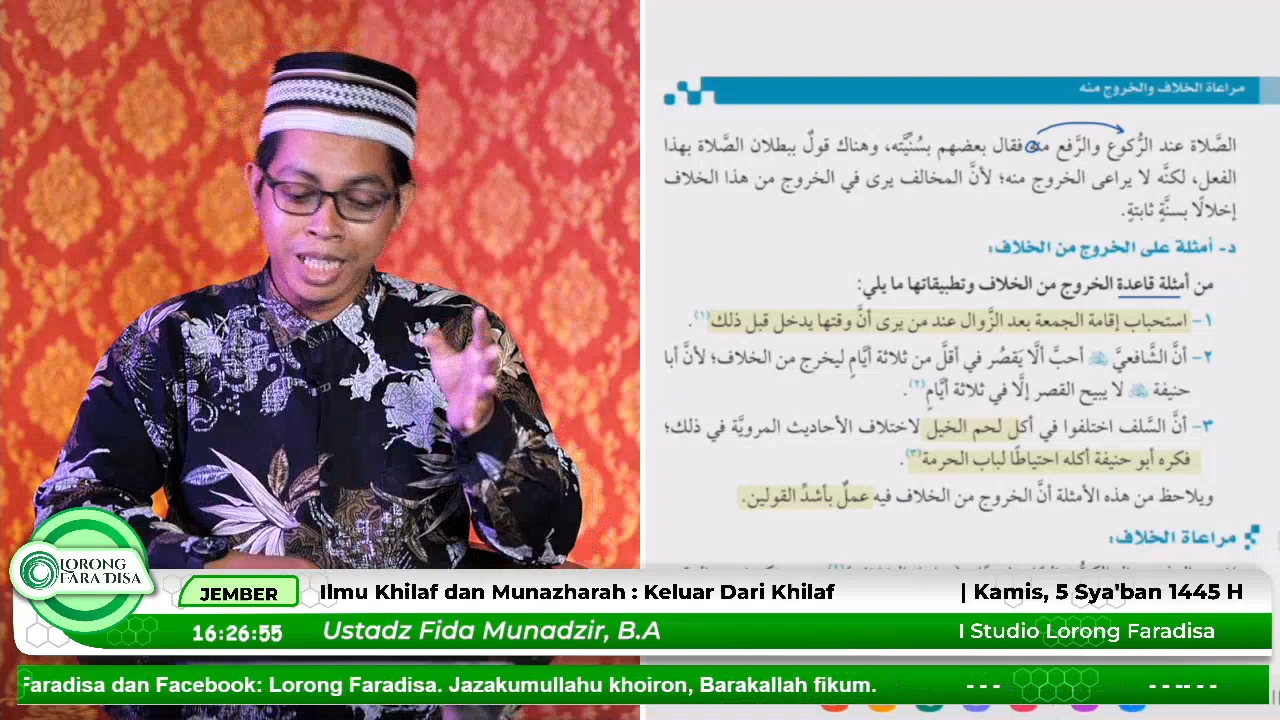 مراعاة الخلاف والخروج منه
الصَّلاة عند الرُّكوع والرَّفع منه فقال بعضهم بسُنِّيَّته، وهناك قولٌ ببطلان الصَّلاة بهذا
الفعل، لكنَّه لا يراعى الخروج منه؛ لأنَّ المخالف يرى في الخروج من هذا الخلاف
إخلالًا بسنَّةٍ ثابتةٍ.
د- أمثلة على الخروج من الخلاف:
من أمثلة قاعدة الخروج من الخلاف وتطبيقاتها ما يلي:
١- استحباب إقامة الجمعة بعد الزَّوال عند من يرى أنَّ وقتها يدخل قبل ذلك(١).
٢- أنَّ الشَّافعيَّ أحبَّ ألَّا يَقصُر في أقلَّ من ثلاثة أيَّامٍ ليخرج من الخلاف؛ لأنَّ أبا
حنيفة لا يبيح القصر إلَّا في ثلاثة أيَّامٍ(٢).
٣- أنَّ السَّلف اختلفوا في أكل لحم الخيل لاختلاف الأحاديث المرويَّة في ذلك؛
فكره أبو حنيفة أكله احتياطًا لباب الحرمة(٣).
ويلاحظ من هذه الأمثلة أنَّ الخروج من الخلاف فيه عملٌ بأشدّ القولين.
مراعاة الخلاف:
LORONG
FARADISA
JEMBER
Ilmu Khilaf dan Munazharah : Keluar Dari Khilaf
| Kamis, 5 Sya'ban 1445 H
16:26:55
Ustadz Fida Munadzir, B.A
I Studio Lorong Faradisa
Faradisa dan Facebook: Lorong Faradisa. Jazakumullahu khoiron, Barakallah fikum. - - - - - -- - -